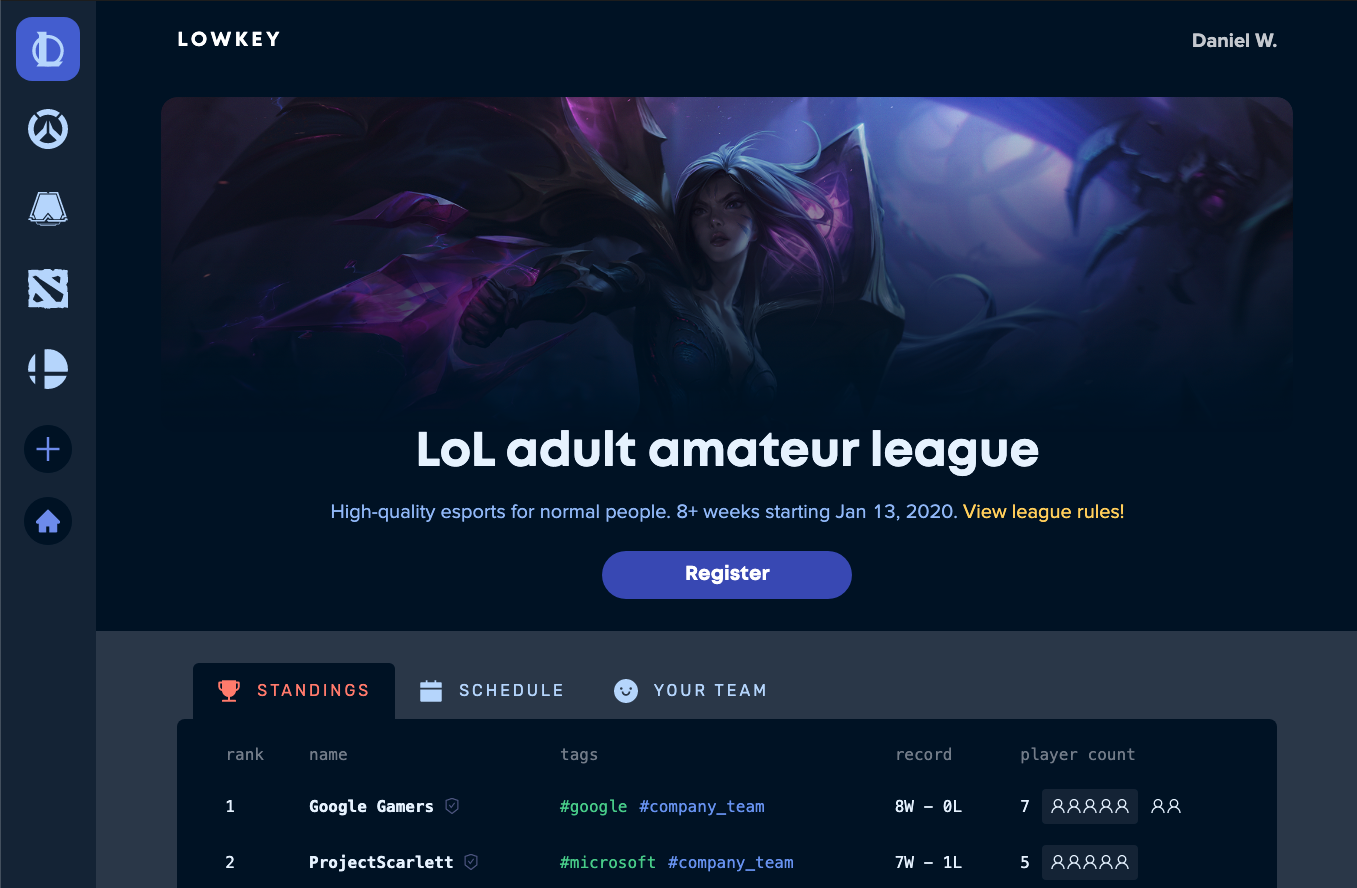 LOWKEY
Daniel W.
LoL adult amateur league
High-quality esports for normal people. 8+ weeks starting Jan 13, 2020. View league rules!
Register
STANDINGS SCHEDULE YOUR TEAM
rank name tags record player count
1 Google Gamers #google #company_team 8W – 0L 7
2 ProjectScarlett #microsoft #company_team 7W – 1L 5